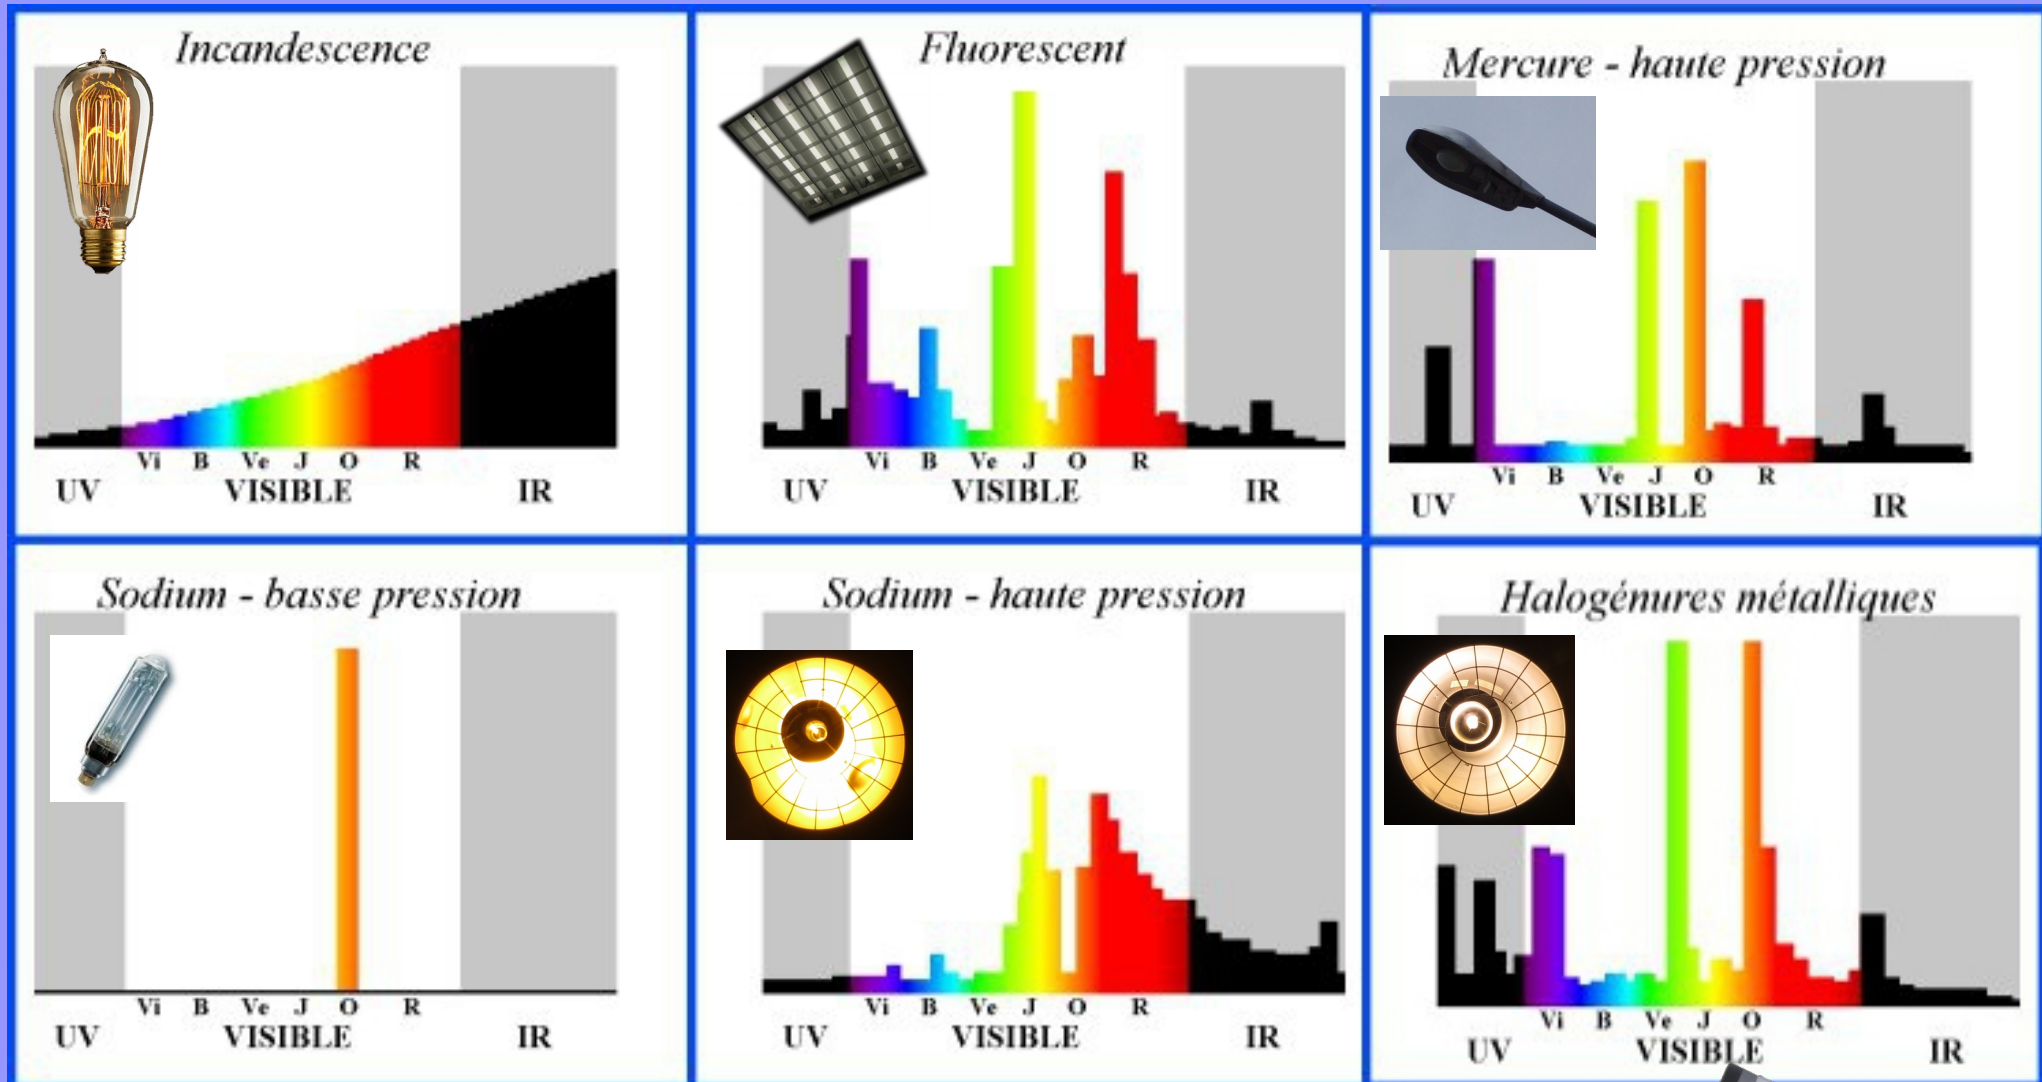 Incandescence
Vi B Ve J O R
UV VISIBLE IR
Fluorescent
Vi B Ve J O R
UV VISIBLE IR
Mercure - haute pression
Vi B Ve J O R
UV VISIBLE IR
Sodium - basse pression
Vi B Ve J O R
UV VISIBLE IR
Sodium - haute pression
Vi B Ve J O R
UV VISIBLE IR
Halogénures métalliques
Vi B Ve J O R
UV VISIBLE IR